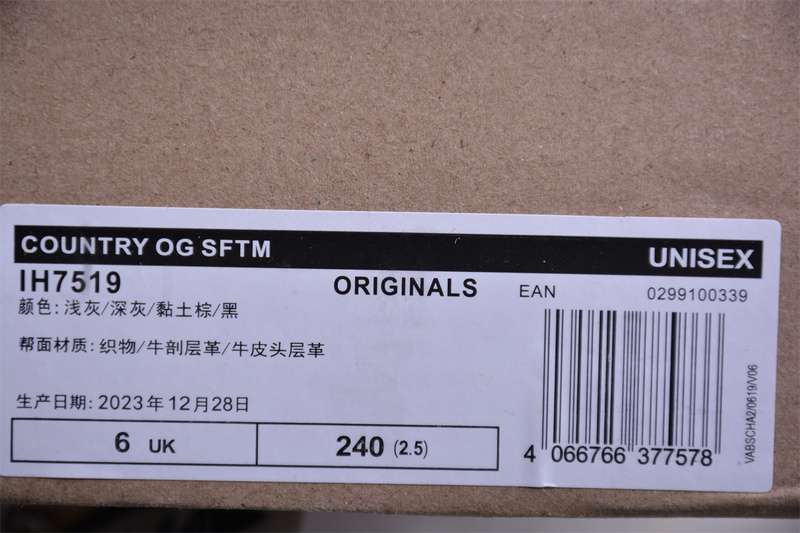 COUNTRY OG SFTM
UNISEX
IH7519
ORIGINALS
EAN
0299100339
颜色: 浅灰/深灰/黏土棕/黑
帮面材质: 织物/牛剖层革/牛皮头层革
生产日期: 2023年12月28日
6 UK
240 (2.5)
4 066766 377578
VABSCHA2/0619/V06